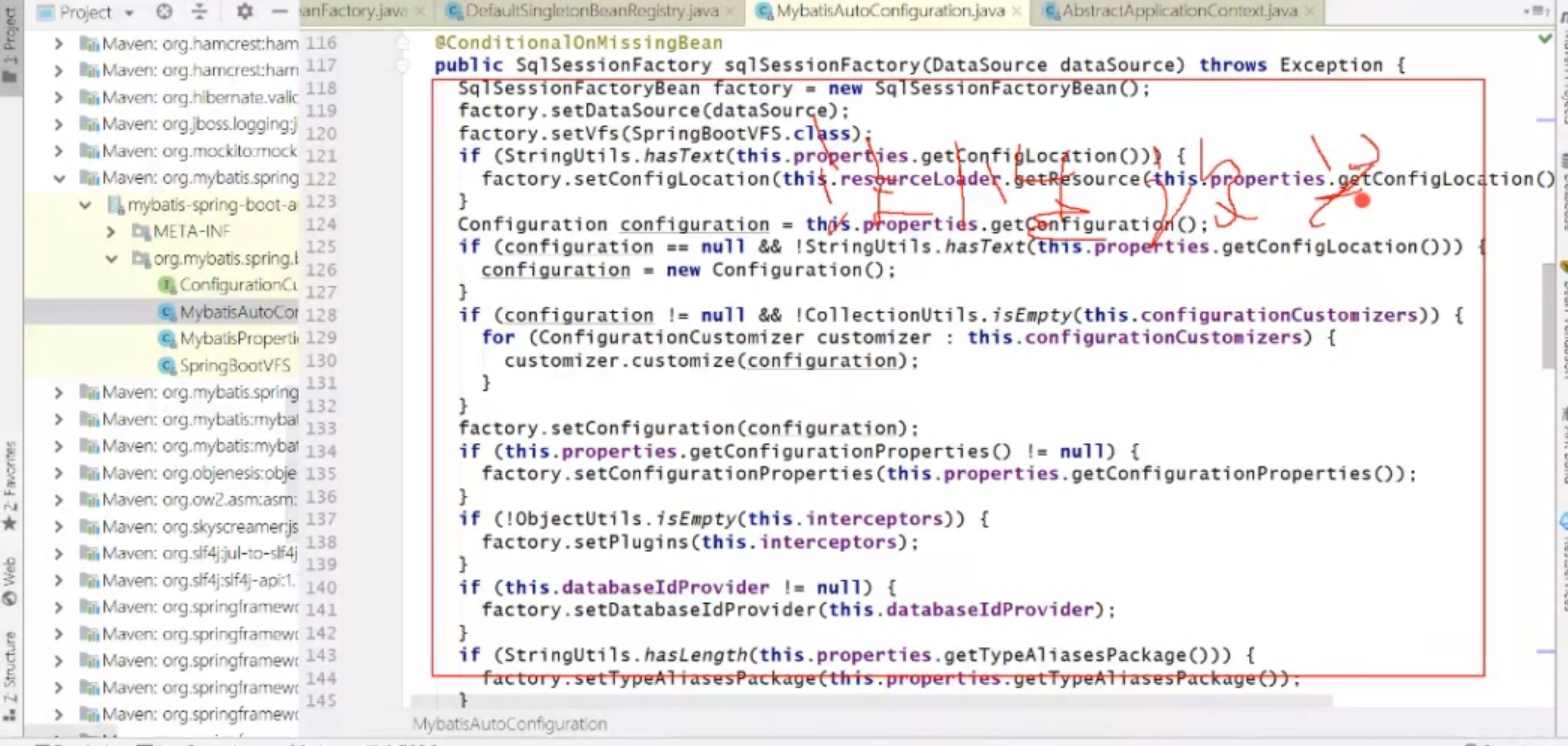 Project
anFactory.java
DefaultSingletonBeanRegistry.java
MybatisAutoConfiguration.java
AbstractApplicationContext.java
1: Project
2: Favorites
Web
Z: Structure
Maven: org.hamcrest:ham
Maven: org.hamcrest:ham
Maven: org.hibernate.valic
Maven: org.jboss.logging:j
Maven: org.mockito:mock
Maven: org.mybatis.spring
mybatis-spring-boot-a
META-INF
org.mybatis.spring.b
ConfigurationCu
MybatisAutoCor
MybatisPropertie
SpringBootVFS
Maven: org.mybatis.spring
Maven: org.mybatis:mybat
Maven: org.mybatis:mybat
Maven: org.objenesis:obje
Maven: org.ow2.asm:asm:
Maven: org.skyscreamer:js
Maven: org.slf4j:jul-to-slf4j
Maven: org.slf4j:slf4j-api:1.
Maven: org.springframewo
Maven: org.springframewo
Maven: org.springframewo
Maven: org.springframewo
Maven: org.springframewo
116 @ConditionalOnMissingBean
117 public SqlSessionFactory sqlSessionFactory(DataSource dataSource) throws Exception {
118 SqlSessionFactoryBean factory = new SqlSessionFactoryBean();
119 factory.setDataSource(dataSource);
120 factory.setVfs(SpringBootVFS.class);
121 if (StringUtils.hasText(this.properties.getConfigLocation())) {
122 factory.setConfigLocation(this.resourceLoader.getResource(this.properties.getConfigLocation()
123 }
124 Configuration configuration = this.properties.getConfiguration();
125 if (configuration == null && !StringUtils.hasText(this.properties.getConfigLocation())) {
126 configuration = new Configuration();
127 }
128 if (configuration != null && !CollectionUtils.isEmpty(this.configurationCustomizers)) {
129 for (ConfigurationCustomizer customizer : this.configurationCustomizers) {
130 customizer.customize(configuration);
131 }
132 }
133 factory.setConfiguration(configuration);
134 if (this.properties.getConfigurationProperties() != null) {
135 factory.setConfigurationProperties(this.properties.getConfigurationProperties());
136 }
137 if (!ObjectUtils.isEmpty(this.interceptors)) {
138 factory.setPlugins(this.interceptors);
139 }
140 if (this.databaseIdProvider != null) {
141 factory.setDatabaseIdProvider(this.databaseIdProvider);
142 }
143 if (StringUtils.hasLength(this.properties.getTypeAliasesPackage())) {
144 factory.setTypeAliasesPackage(this.properties.getTypeAliasesPackage());
145 }
MybatisAutoConfiguration